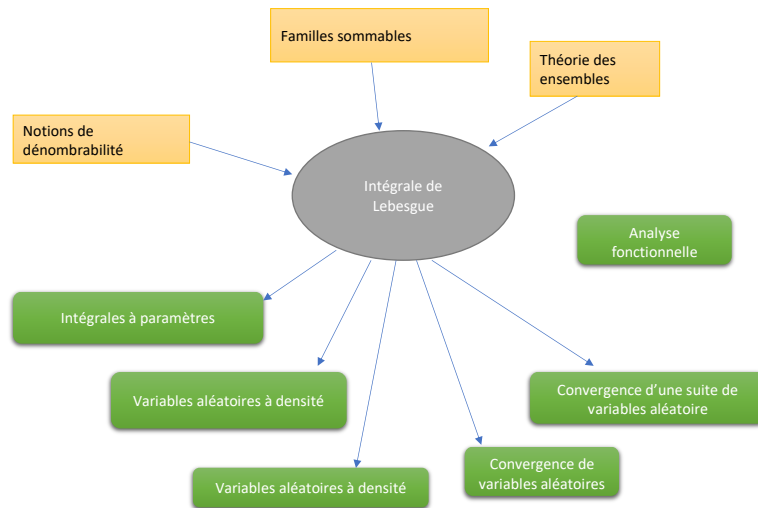 Familles sommables
Théorie des
ensembles
Notions de
dénombrabilité
Intégrale de
Lebesgue
Analyse
fonctionnelle
Intégrales à paramètres
Variables aléatoires à densité
Convergence d'une suite de
variables aléatoire
Variables aléatoires à densité
Convergence de
variables aléatoires